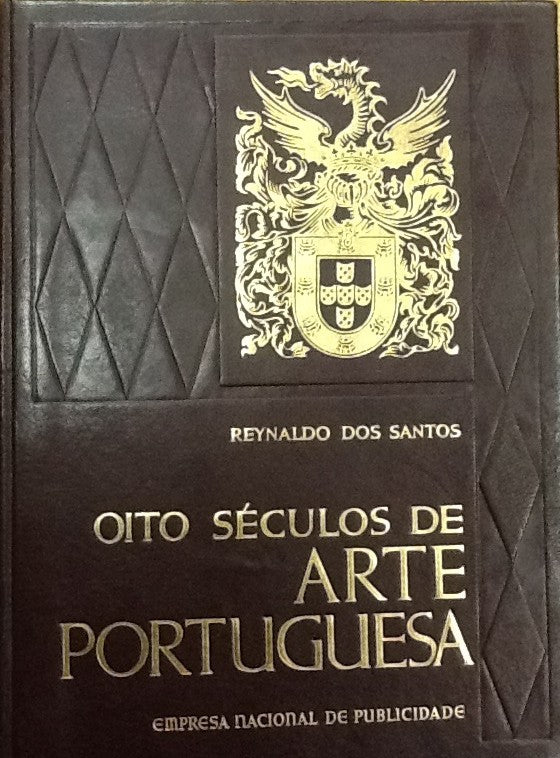 REYNALDO DOS SANTOS
OITO SÉCULOS DE
ARTE
PORTUGUESA
EMPRESA NACIONAL DE PUBLICIDADE